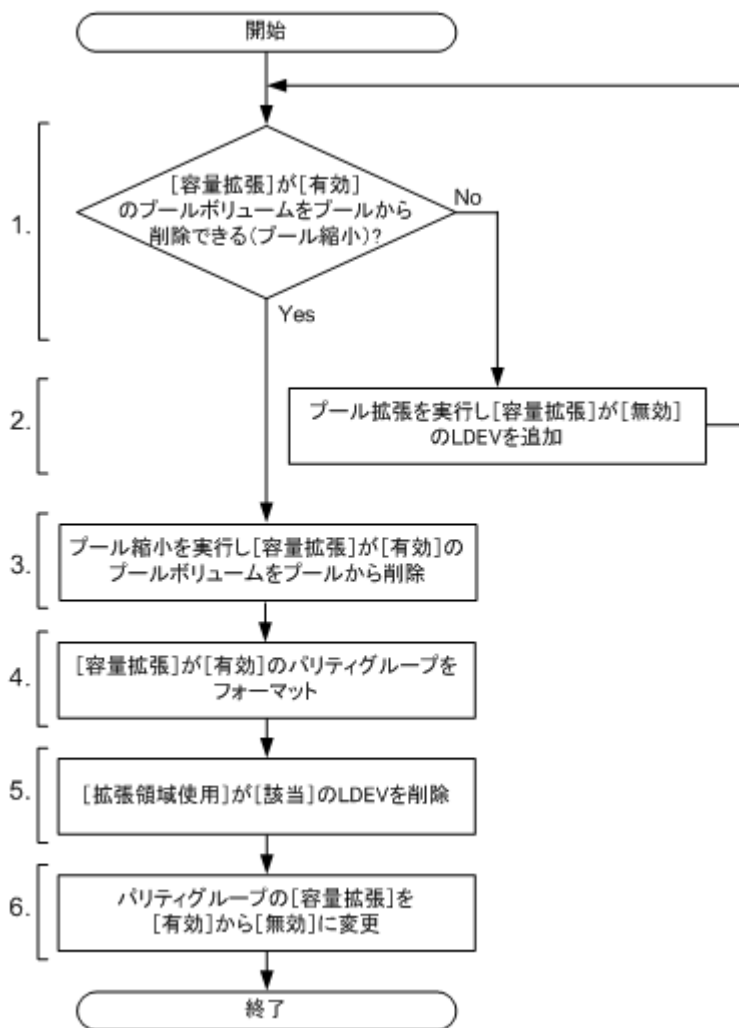 開始
1.
[容量拡張]が[有効]
のプールボリュームをプールから
削除できる(プール縮小)?
No
Yes
2.
プール拡張を実行し[容量拡張]が[無効]
のLDEVを追加
3.
プール縮小を実行し[容量拡張]が[有効]の
プールボリュームをプールから削除
4.
[容量拡張]が[有効]のパリティグループを
フォーマット
5.
[拡張領域使用]が[該当]のLDEVを削除
6.
パリティグループの[容量拡張]を
[有効]から[無効]に変更
終了